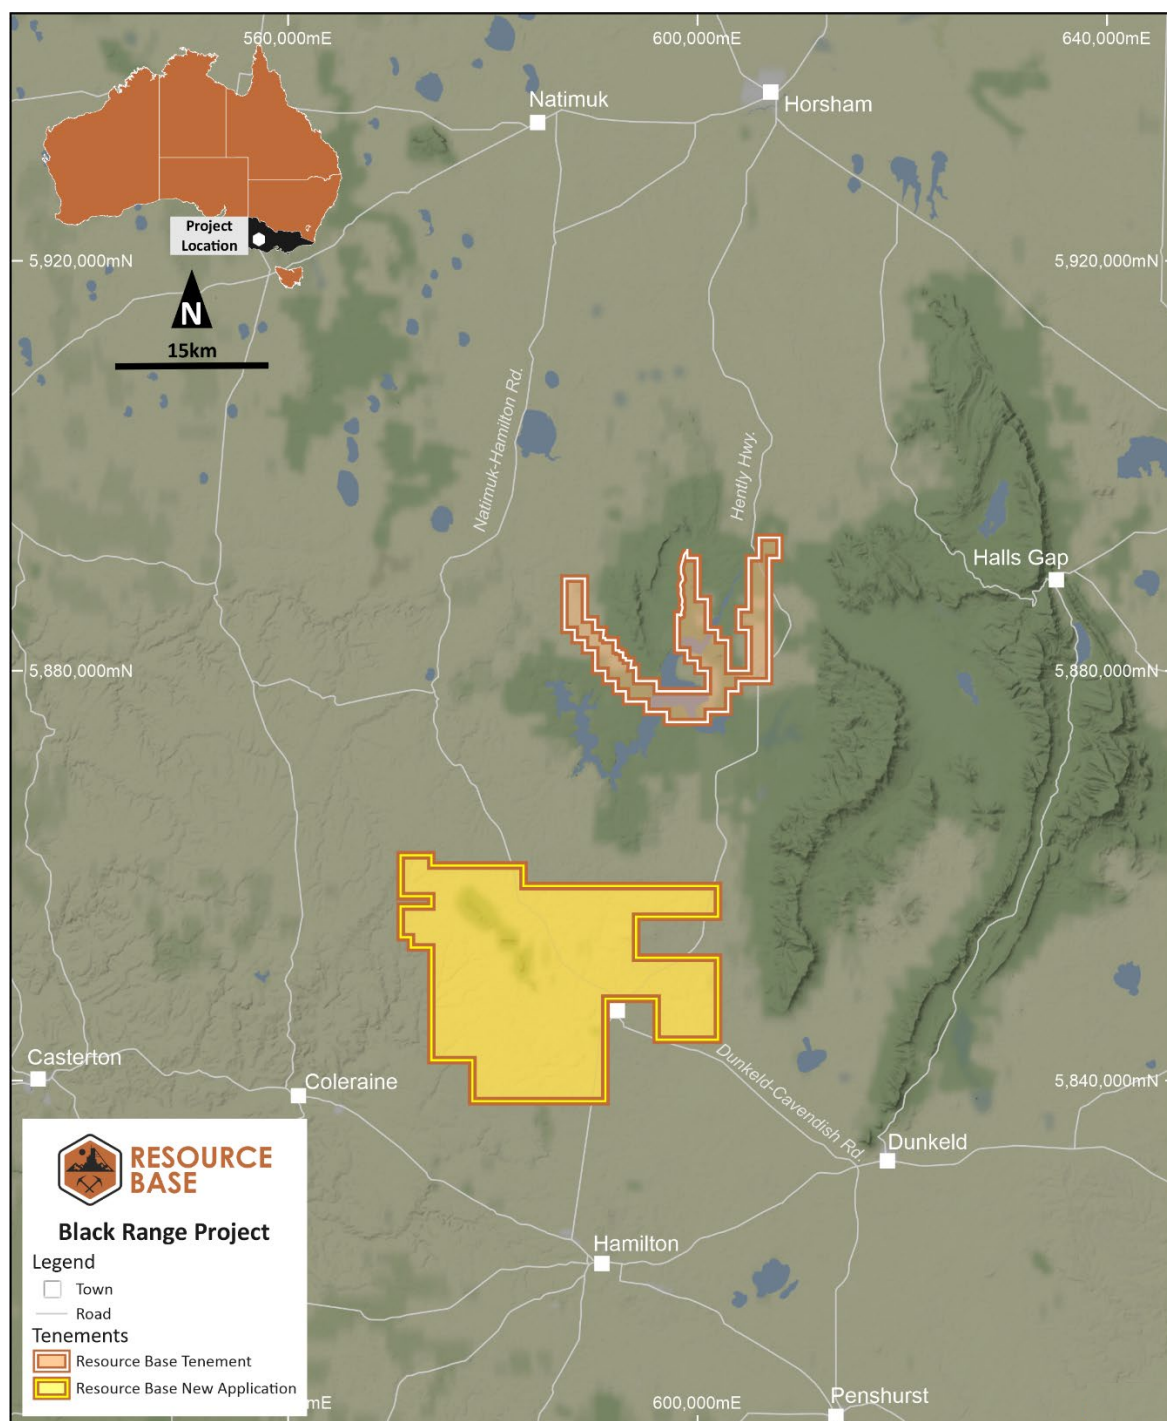 560,000mE
600,000mE
640,000mE
Natimuk
Horsham
Project
Location
5,920,000mN
5,920,000mN
N
15km
Natimuk-Hamilton Rd.
Hently Hwy.
Halls Gap
5,880,000mN
5,880,000mN
Casterton
Coleraine
Dunkeld-Cavendish Rd.
5,840,000mN
Dunkeld
RESOURCE
BASE
Black Range Project
Hamilton
Legend
Town
Road
Tenements
Resource Base Tenement
Resource Base New Application
mE
600,000mE
Penshurst